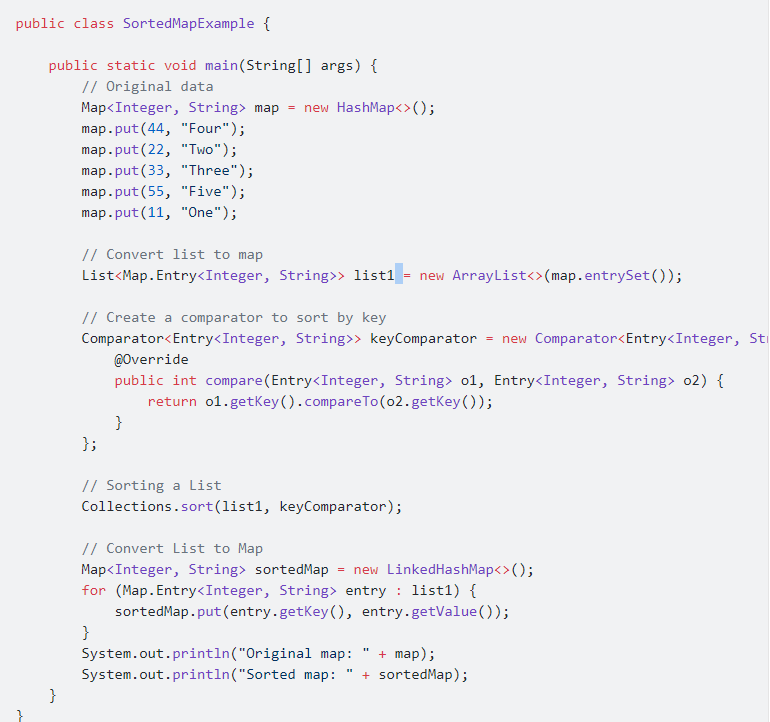 public class SortedMapExample {
public static void main(String[] args) {
// Original data
Map<Integer, String> map = new HashMap<>();
map.put(44, "Four");
map.put(22, "Two");
map.put(33, "Three");
map.put(55, "Five");
map.put(11, "One");
// Convert list to map
List<Map.Entry<Integer, String>> list1 = new ArrayList<>(map.entrySet());
// Create a comparator to sort by key
Comparator<Entry<Integer, String>> keyComparator = new Comparator<Entry<Integer, St
@Override
public int compare(Entry<Integer, String> o1, Entry<Integer, String> o2) {
return o1.getKey().compareTo(o2.getKey());
}
};
// Sorting a List
Collections.sort(list1, keyComparator);
// Convert List to Map
Map<Integer, String> sortedMap = new LinkedHashMap<>();
for (Map.Entry<Integer, String> entry : list1) {
sortedMap.put(entry.getKey(), entry.getValue());
}
System.out.println("Original map: " + map);
System.out.println("Sorted map: " + sortedMap);
}
}